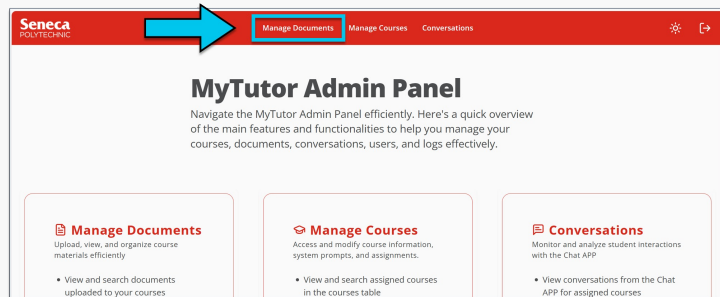 Seneca
POLYTECHNIC
Manage Documents Manage Courses Conversations
MyTutor Admin Panel
Navigate the MyTutor Admin Panel efficiently. Here's a quick overview
of the main features and functionalities to help you manage your
courses, documents, conversations, users, and logs effectively.
Manage Documents
Upload, view, and organize course
materials efficiently
• View and search documents
uploaded to your courses
Manage Courses
Access and modify course information,
system prompts, and assignments.
• View and search assigned courses
in the courses table
Conversations
Monitor and analyze student interactions
with the Chat APP
• View conversations from the Chat
APP for assigned courses